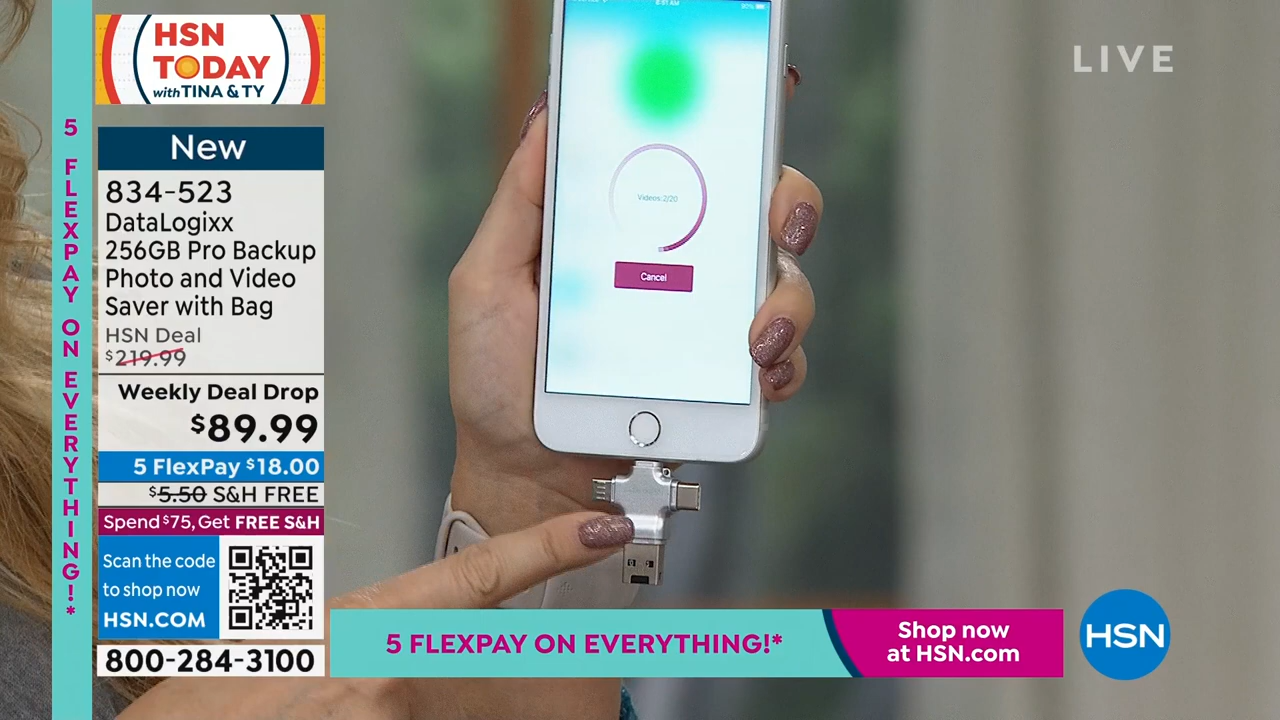 HSN
TODAY
with TINA & TY
5 FLEXPAY ON EVERYTHING!*
New
834-523
DataLogixx
256GB Pro Backup
Photo and Video
Saver with Bag
HSN Deal
$219.99
Weekly Deal Drop
$89.99
5 FlexPay $18.00
$5.50 S&H FREE
Spend $75, Get FREE S&H
Scan the code
to shop now
HSN.COM
800-284-3100
LIVE
Videos:2/20
Cancel
5 FLEXPAY ON EVERYTHING!*
Shop now
at HSN.com
HSN